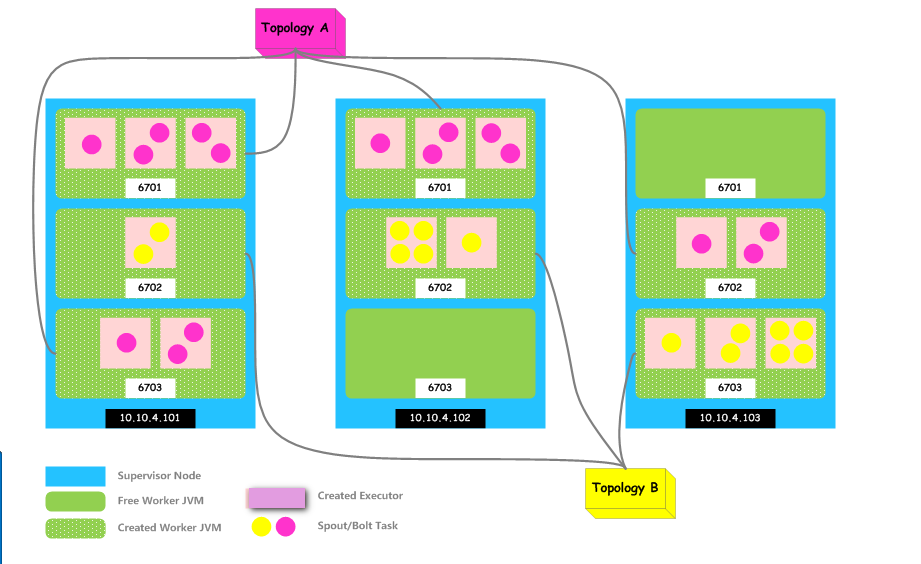 Topology A
6701
6701
6701
6702
6702
6702
6703
6703
6703
10.10.4.101
10.10.4.102
10.10.4.103
Topology B
Supervisor Node
Free Worker JVM
Created Worker JVM
Created Executor
Spout/Bolt Task